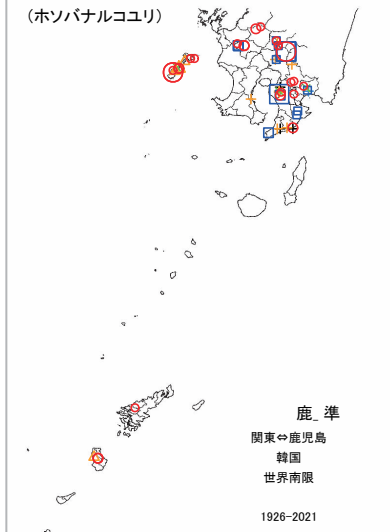 (ホソバナルコユリ)
鹿_準
関東⇔鹿児島
韓国
世界南限
1926-2021